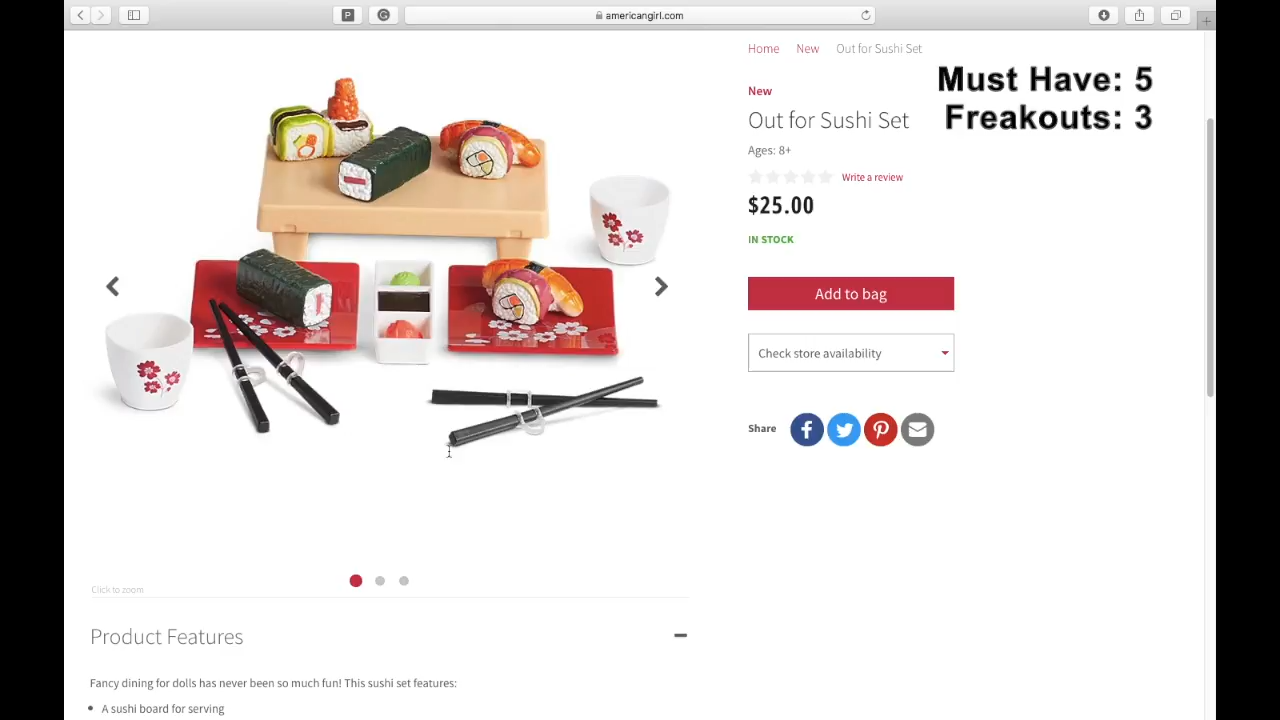 americangirl.com
Home New Out for Sushi Set
Must Have: 5
Freakouts: 3
New
Out for Sushi Set
Ages: 8+
Write a review
$25.00
IN STOCK
Add to bag
Check store availability
Share
Click to zoom
Product Features
Fancy dining for dolls has never been so much fun! This sushi set features:
• A sushi board for serving